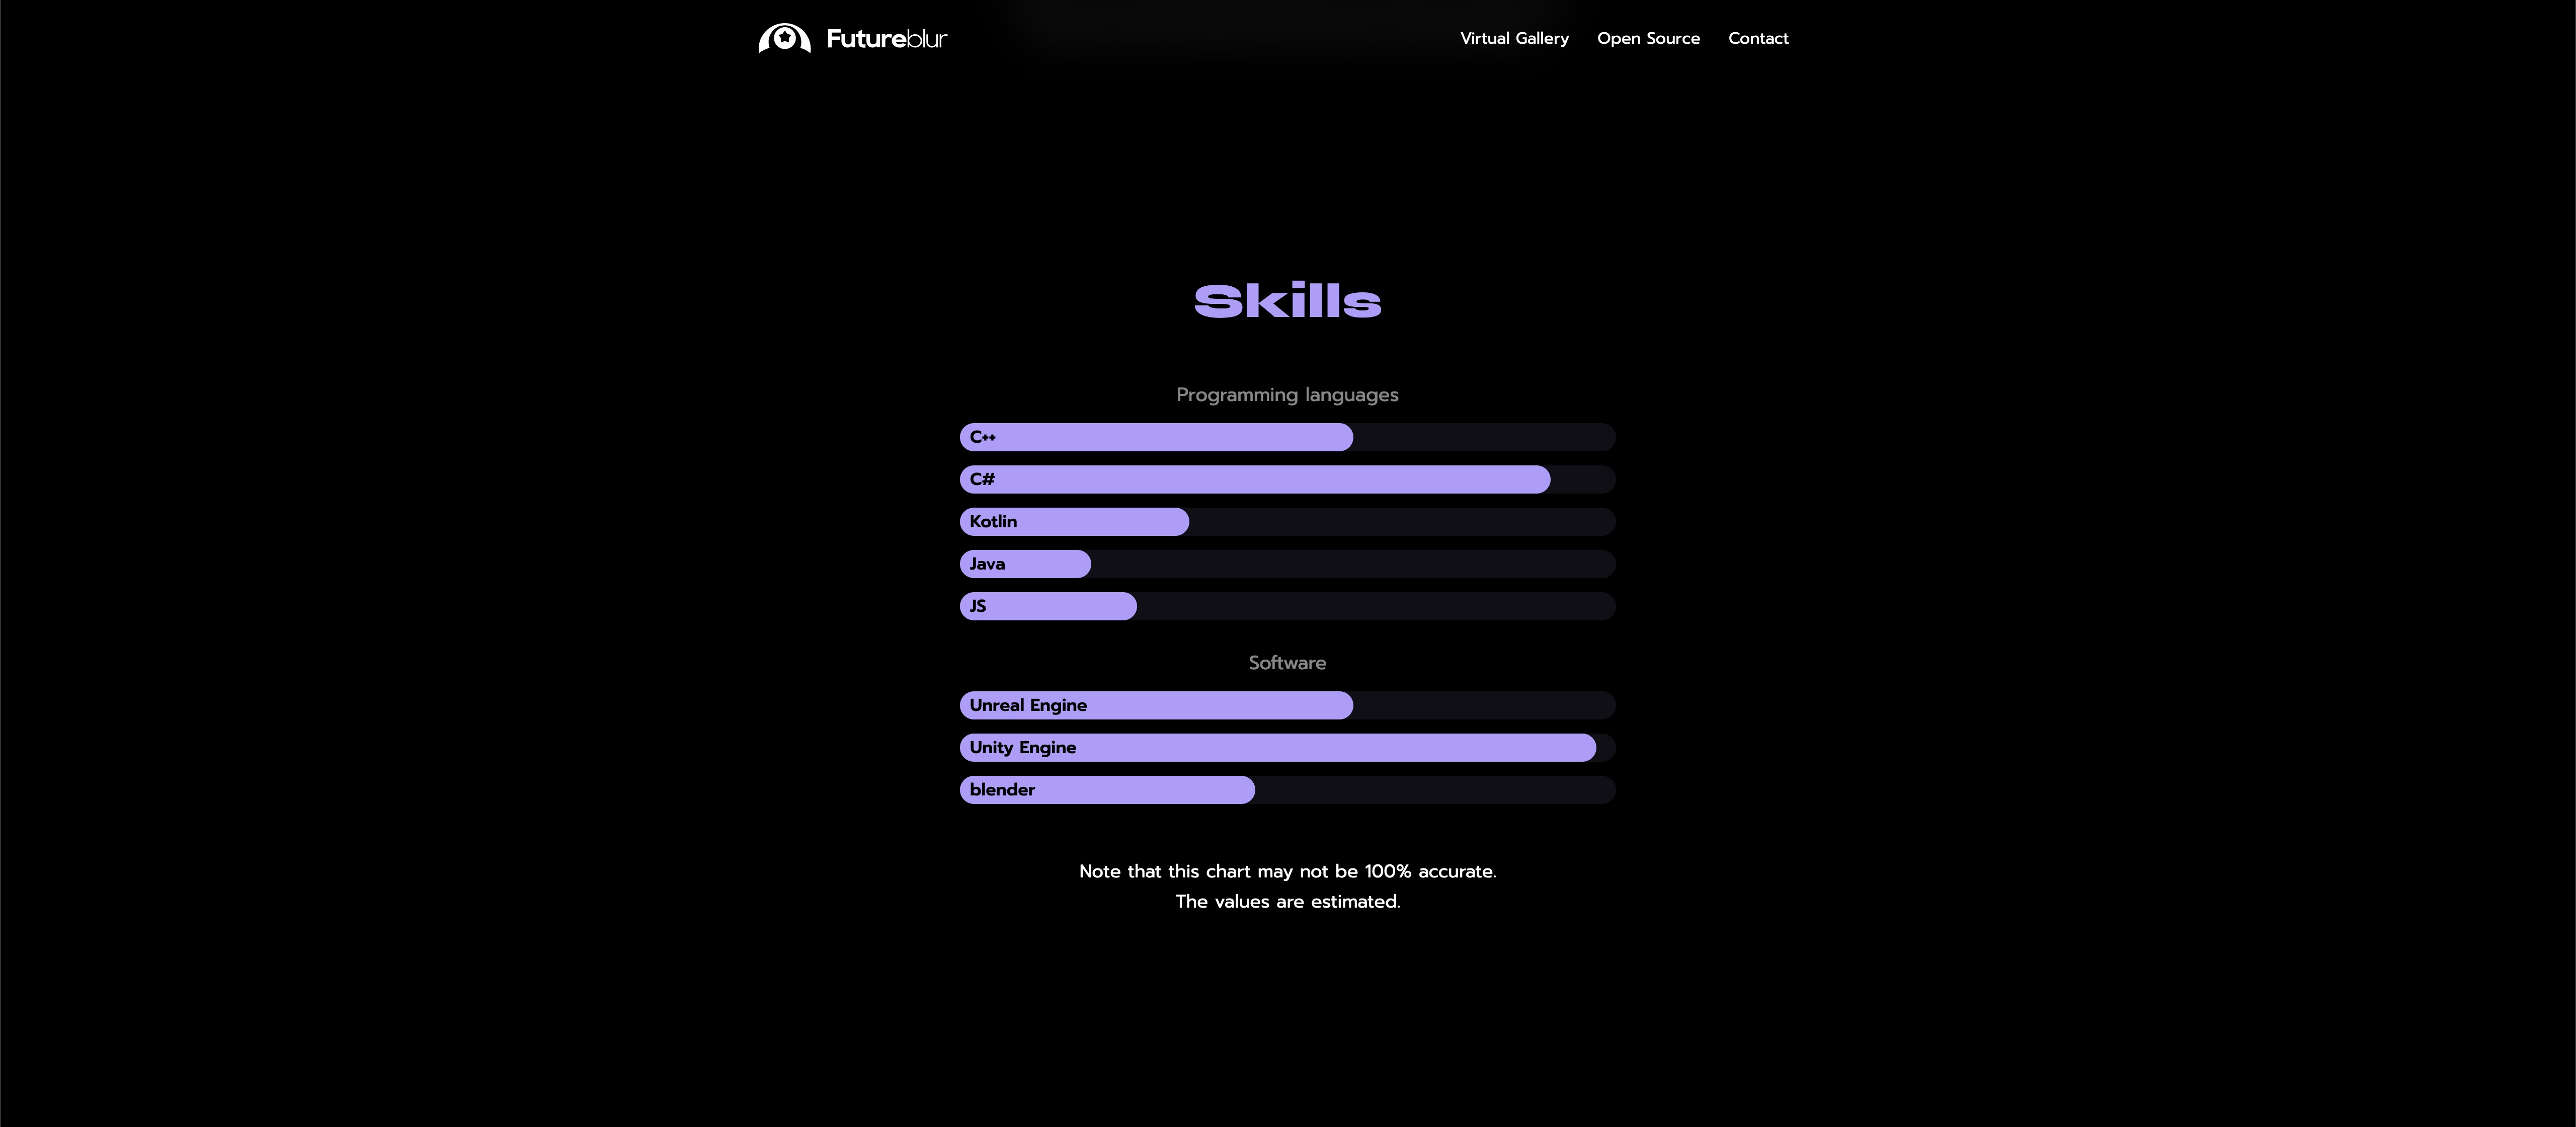 Futureblur
Virtual Gallery
Open Source
Contact
Skills
Programming languages
C++
C#
Kotlin
Java
JS
Software
Unreal Engine
Unity Engine
blender
Note that this chart may not be 100% accurate.
The values are estimated.